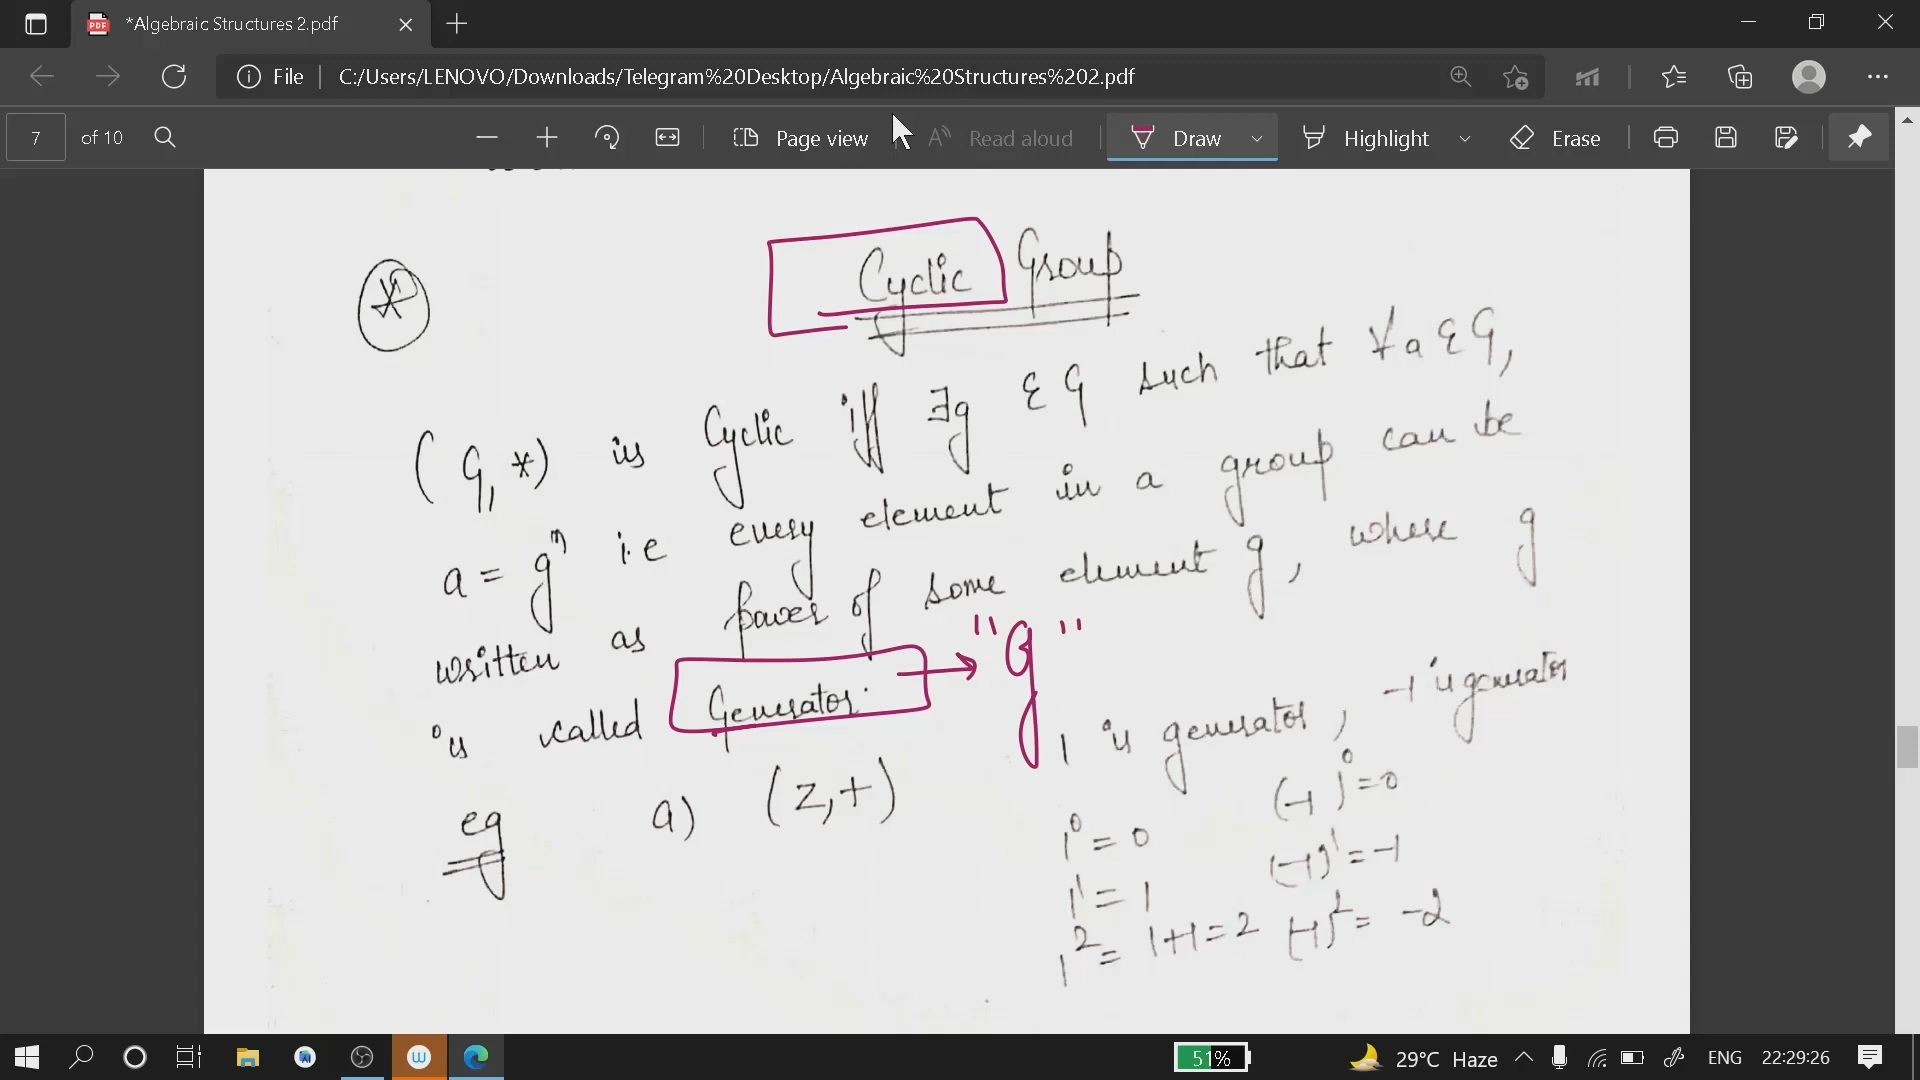 *Algebraic Structures 2.pdf
File
C:/Users/LENOVO/Downloads/Telegram%20Desktop/Algebraic%20Structures%202.pdf
7 of 10
Page view
Read aloud
Draw
Highlight
Erase
Cyclic Group
(G, *) is Cyclic iff ∃g ε G such that ∀a ε G,
a = gⁿ i.e every element in a group can be
written as power of some element g, where g
is called Generator. → "g"
1 is generator, -1 is generator
eg a) (Z,+)
1⁰ = 0 (-1)⁰ = 0
1¹ = 1 (-1)¹ = -1
1² = 1+1 = 2 (-1)² = -2
51%
29°C Haze
ENG
22:29:26